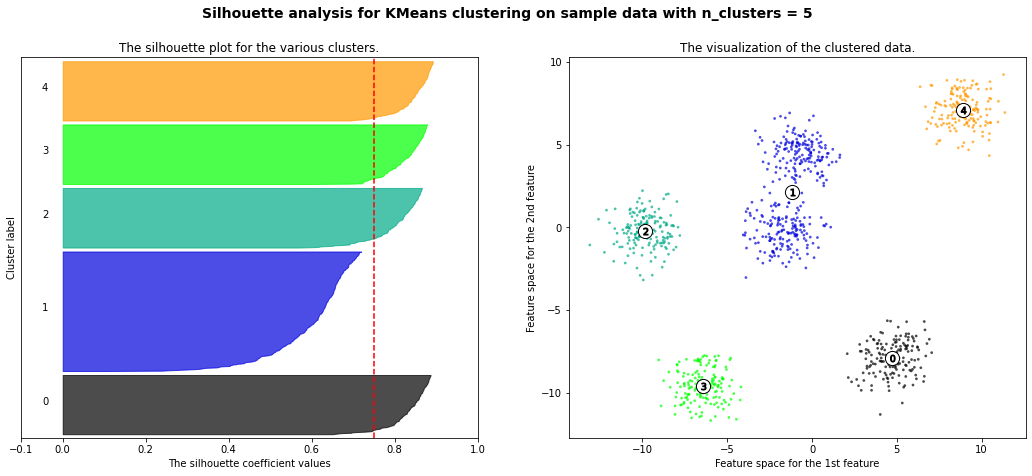 Silhouette analysis for KMeans clustering on sample data with n_clusters = 5
The silhouette plot for the various clusters.
4
3
2
1
0
Cluster label
−0.1 0.0 0.2 0.4 0.6 0.8 1.0
The silhouette coefficient values
The visualization of the clustered data.
10
5
0
−5
−10
Feature space for the 2nd feature
4
1
2
0
3
−10 −5 0 5 10
Feature space for the 1st feature